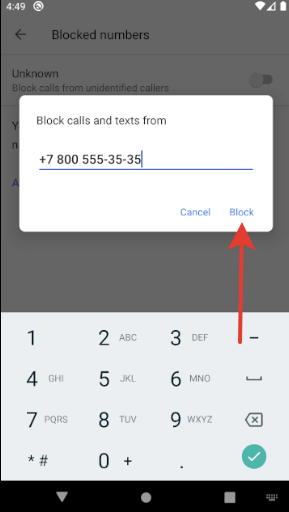 4:49
Blocked numbers
Unknown
Block calls from unidentified callers
Y
n
A
Block calls and texts from
+7 800 555-35-35
Cancel Block
1 2 ABC 3 DEF –
4 GHI 5 JKL 6 MNO
7 PQRS 8 TUV 9 WXYZ
* # 0 + .